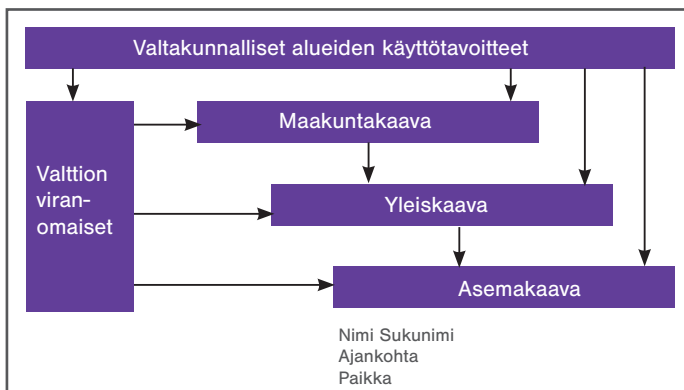 Valtakunnalliset alueiden käyttötavoitteet
Valttion
viran-
omaiset
Maakuntakaava
Yleiskaava
Asemakaava
Nimi Sukunimi
Ajankohta
Paikka